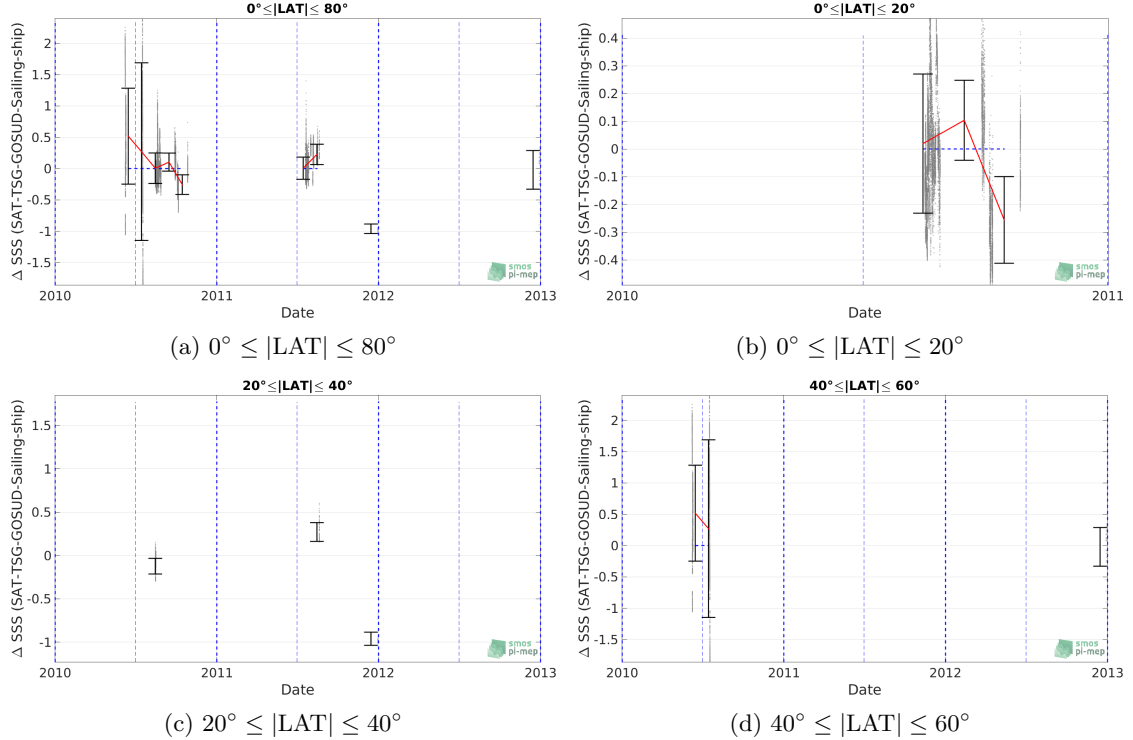 0°≤|LAT|≤ 80°
Δ SSS (SAT-TSG-GOSUD-Sailing-ship)
2
1.5
1
0.5
0
-0.5
-1
-1.5
2010
2011
2012
2013
Date
smos
pi-mep
(a) 0° ≤ |LAT| ≤ 80°
0°≤|LAT|≤ 20°
Δ SSS (SAT-TSG-GOSUD-Sailing-ship)
0.4
0.3
0.2
0.1
0
-0.1
-0.2
-0.3
-0.4
2010
2011
Date
smos
pi-mep
(b) 0° ≤ |LAT| ≤ 20°
20°≤|LAT|≤ 40°
Δ SSS (SAT-TSG-GOSUD-Sailing-ship)
1.5
1
0.5
0
-0.5
-1
2010
2011
2012
2013
Date
smos
pi-mep
(c) 20° ≤ |LAT| ≤ 40°
40°≤|LAT|≤ 60°
Δ SSS (SAT-TSG-GOSUD-Sailing-ship)
2
1.5
1
0.5
0
-0.5
-1
-1.5
2010
2011
2012
2013
Date
smos
pi-mep
(d) 40° ≤ |LAT| ≤ 60°